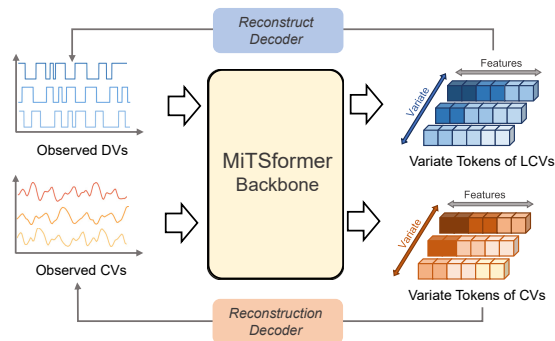 Reconstruct
Decoder
Features
Variate
Observed DVs
Variate Tokens of LCVs
MiTSformer
Backbone
Features
Variate
Observed CVs
Variate Tokens of CVs
Reconstruction
Decoder